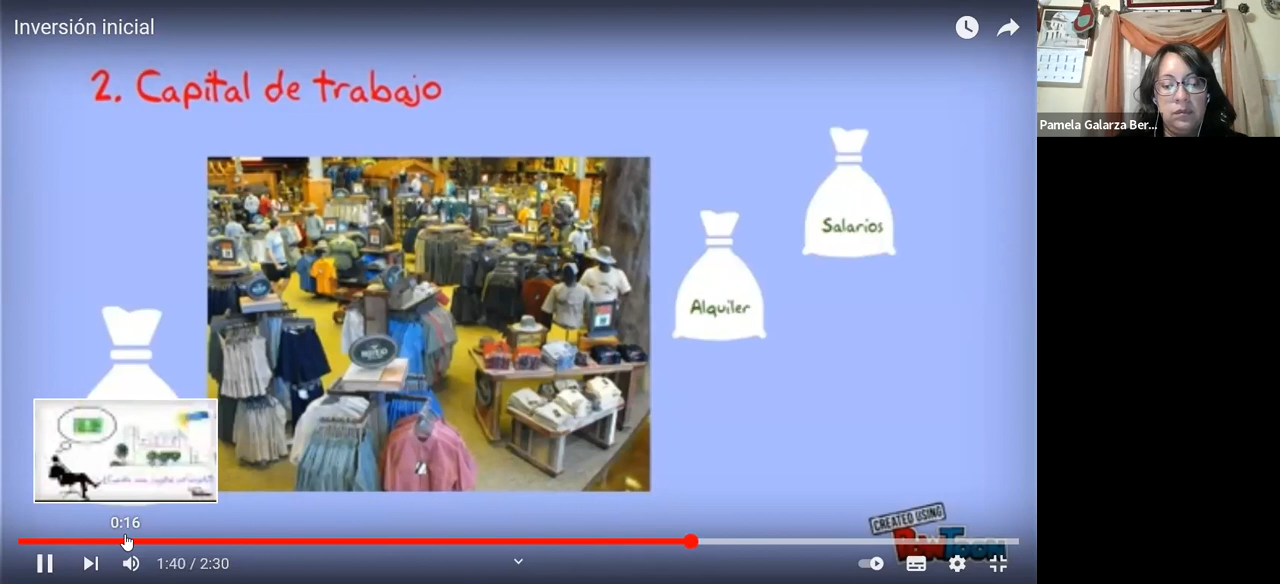 Inversión inicial
2. Capital de trabajo
Pamela Galarza Ber...
Salarios
Alquiler
0:16
CREATED USING
PowToon
1:40 / 2:30